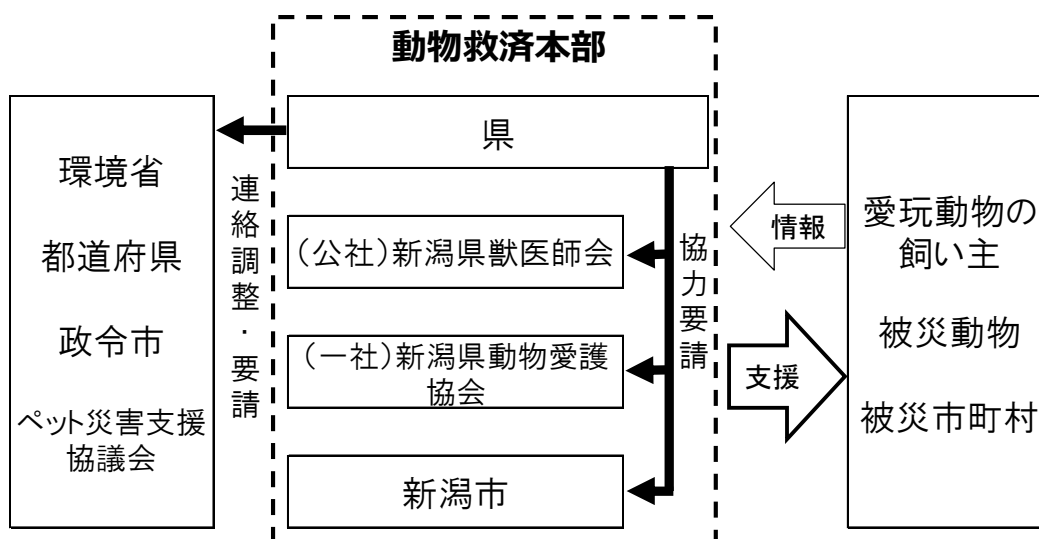 動物救済本部
環境省
都道府県
政令市
ペット災害支援
協議会
連絡調整・要請
県
(公社)新潟県獣医師会
(一社)新潟県動物愛護
協会
新潟市
協力要請
情報
支援
愛玩動物の
飼い主
被災動物
被災市町村